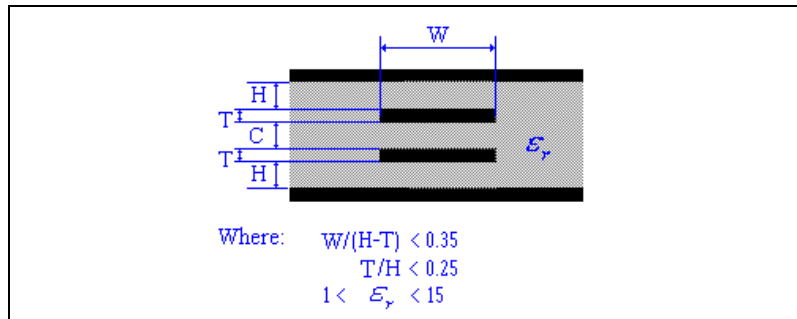 W
H
T
C
T
H
εᵣ
Where: W/(H-T) < 0.35
T/H < 0.25
1 < εᵣ < 15